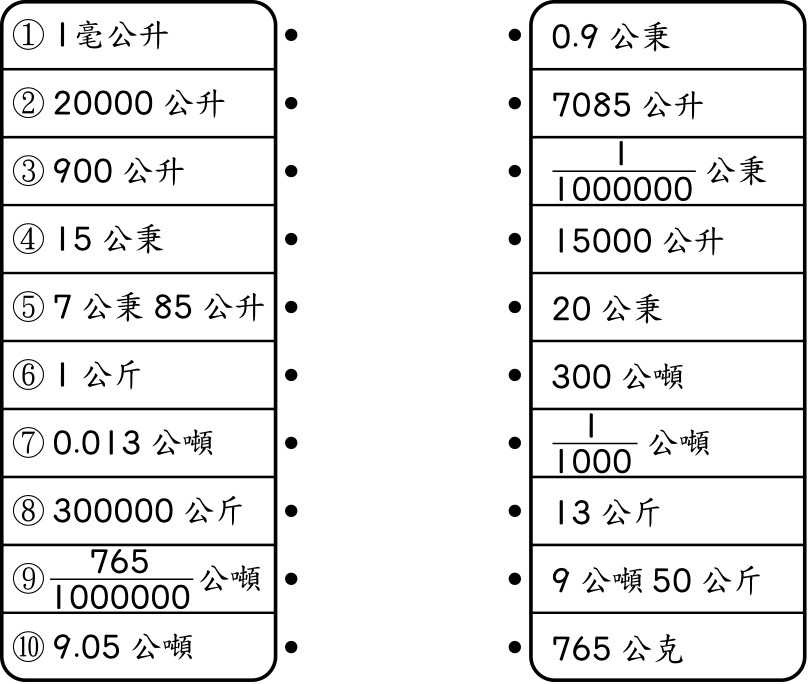 ① 1毫公升
② 20000 公升
③ 900 公升
④ 15 公秉
⑤ 7 公秉 85 公升
⑥ 1 公斤
⑦ 0.013 公噸
⑧ 300000 公斤
⑨ 765/1000000 公噸
⑩ 9.05 公噸
0.9 公秉
7085 公升
1/1000000 公秉
15000 公升
20 公秉
300 公噸
1/1000 公噸
13 公斤
9 公噸 50 公斤
765 公克